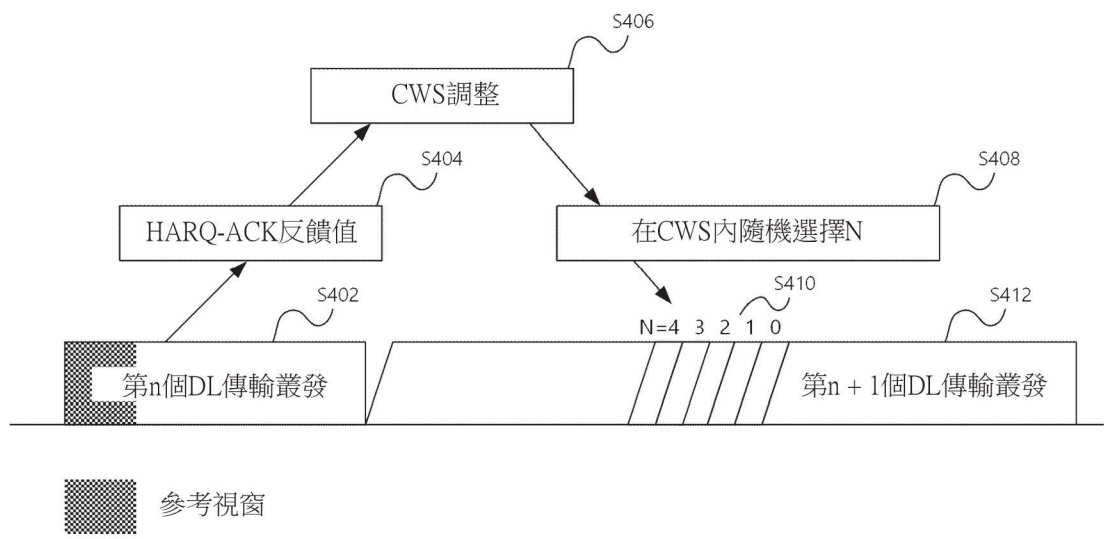 S406
CWS調整
S404
S408
HARQ-ACK反饋值
在CWS內隨機選擇N
S402
S410
S412
N=4 3 2 1 0
第n個DL傳輸叢發
第n + 1個DL傳輸叢發
參考視窗